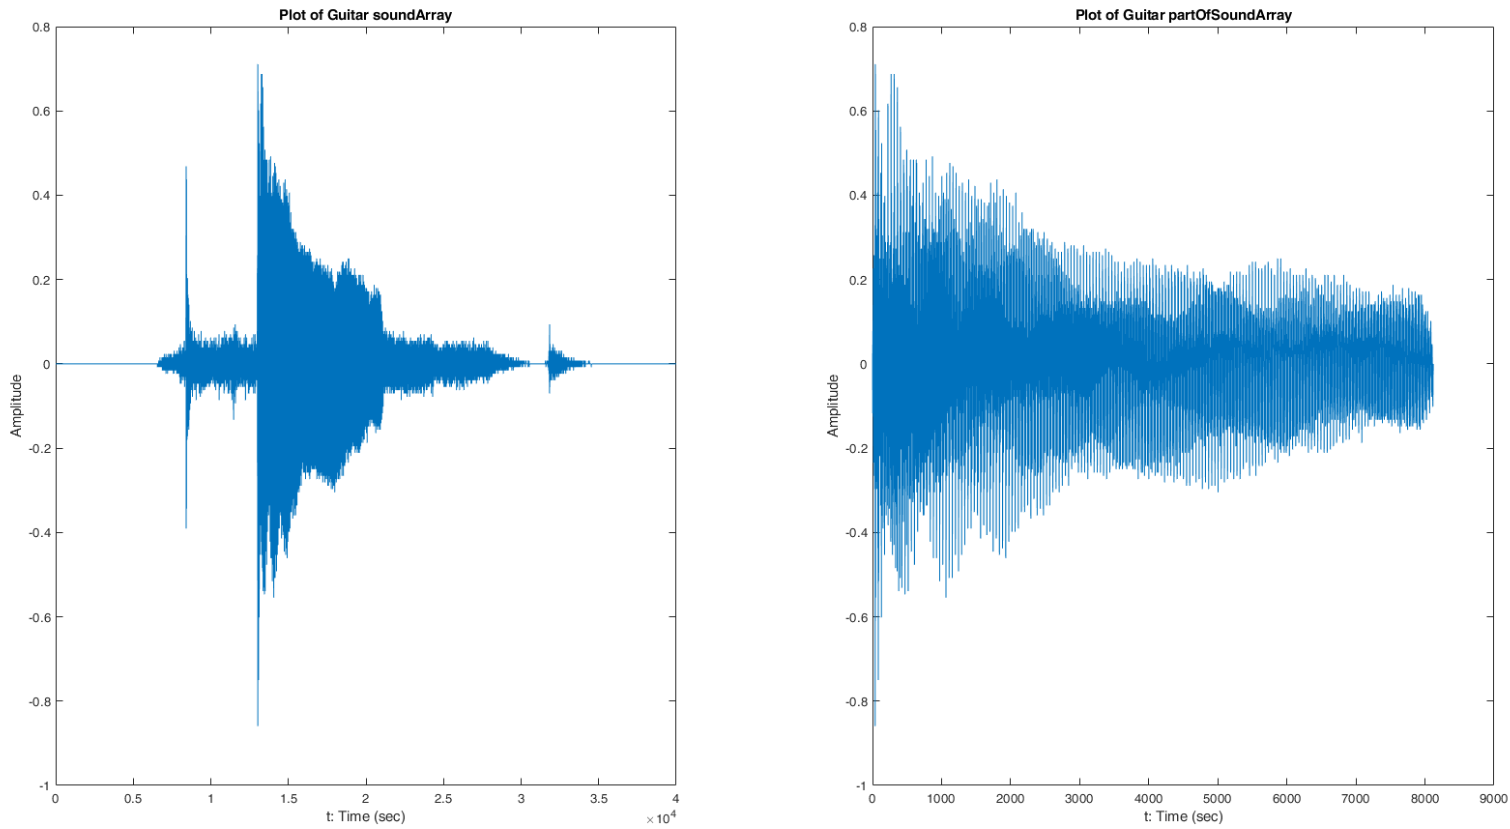 Plot of Guitar soundArray
0.8
0.6
0.4
0.2
0
-0.2
-0.4
-0.6
-0.8
-1
Amplitude
0 0.5 1 1.5 2 2.5 3 3.5 4
t: Time (sec)
×10⁴
Plot of Guitar partOfSoundArray
0.8
0.6
0.4
0.2
0
-0.2
-0.4
-0.6
-0.8
-1
Amplitude
0 1000 2000 3000 4000 5000 6000 7000 8000 9000
t: Time (sec)